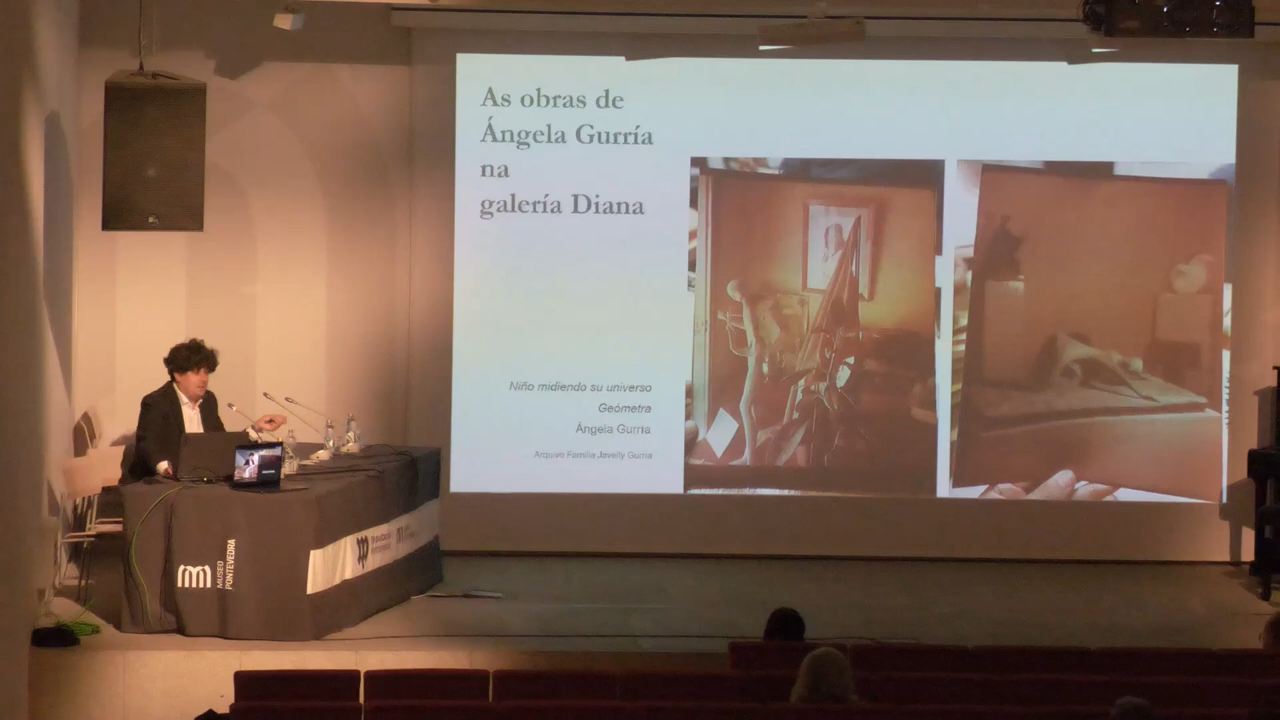 As obras de
Ángela Gurría
na
galería Diana
Niño midiendo su universo
Geómetra
Ángela Gurría
Arquivo Familia Javelly Gurría
MUSEO
PONTEVEDRA